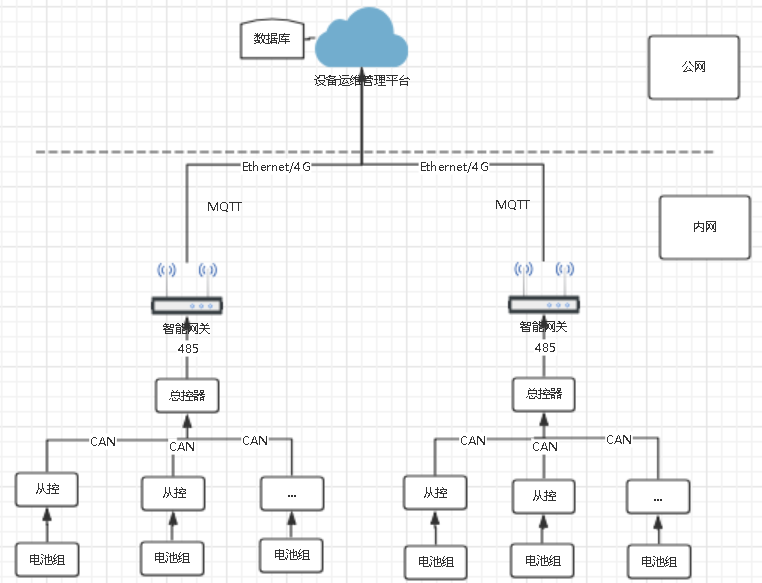 数据库
设备运维管理平台
公网
Ethernet/4G
Ethernet/4G
MQTT
MQTT
内网
智能网关
智能网关
485
485
总控器
总控器
CAN
CAN
CAN
CAN
CAN
CAN
从控
从控
...
从控
从控
...
电池组
电池组
电池组
电池组
电池组
电池组